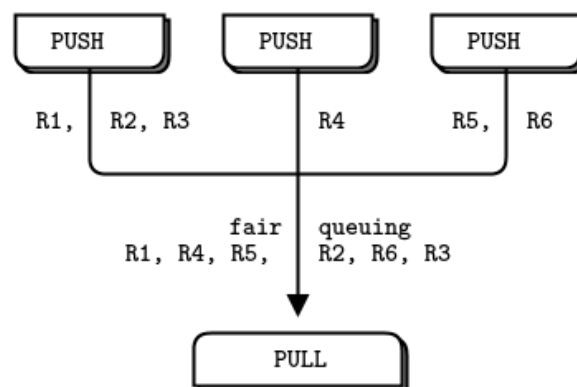 PUSH PUSH PUSH
R1, R2, R3 R4 R5, R6
fair queuing
R1, R4, R5, R2, R6, R3
PULL